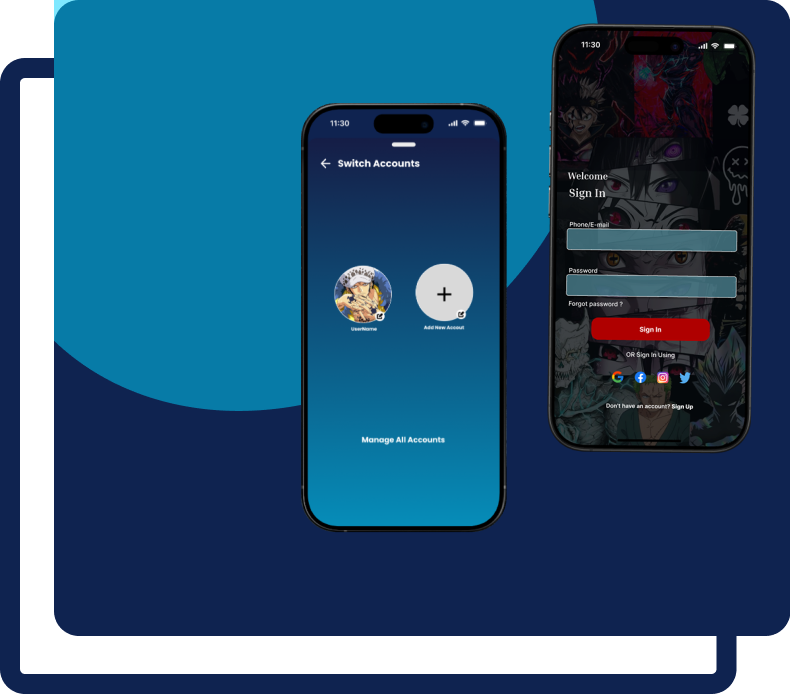 11:30
Switch Accounts
UserName
Add New Accout
Manage All Accounts
11:30
Welcome
Sign In
Phone/E-mail
Password
Forgot password ?
Sign In
OR Sign In Using
Don't have an account? Sign Up